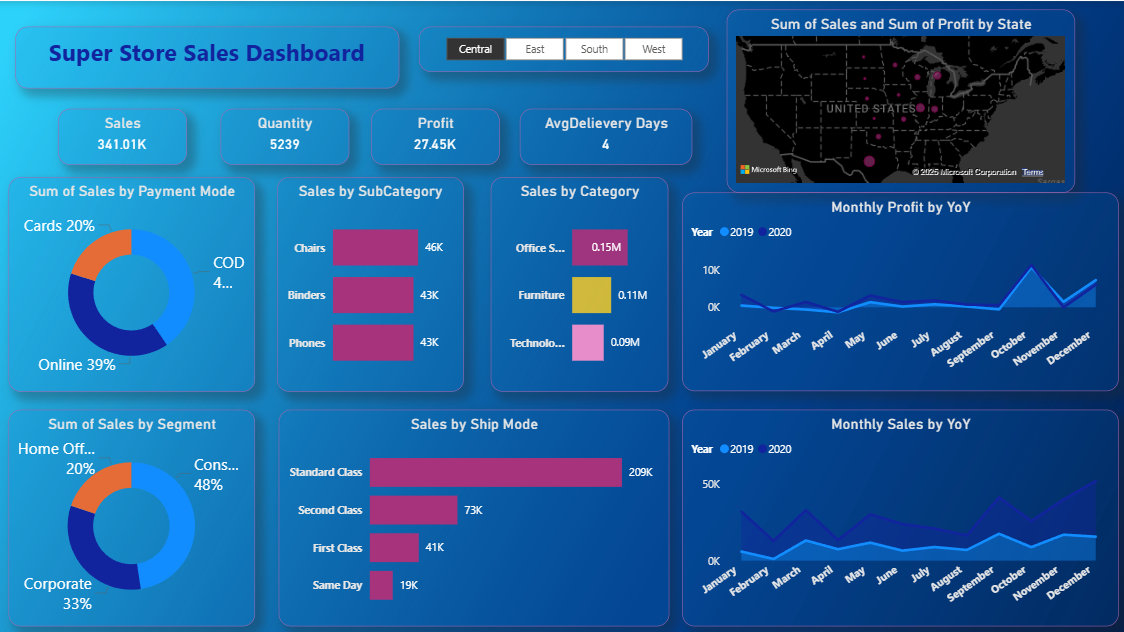 Super Store Sales Dashboard
Central East South West
Sum of Sales and Sum of Profit by State
UNITED STATES
Microsoft Bing
© 2025 Microsoft Corporation Terms
Sales
341.01K
Quantity
5239
Profit
27.45K
AvgDelievery Days
4
Sum of Sales by Payment Mode
Cards 20%
COD
4...
Online 39%
Sales by SubCategory
Chairs 46K
Binders 43K
Phones 43K
Sales by Category
Office S... 0.15M
Furniture 0.11M
Technolo... 0.09M
Monthly Profit by YoY
Year 2019 2020
10K
0K
January February March April May June July August September October November December
Sum of Sales by Segment
Home Off...
20%
Cons...
48%
Corporate
33%
Sales by Ship Mode
Standard Class 209K
Second Class 73K
First Class 41K
Same Day 19K
Monthly Sales by YoY
Year 2019 2020
50K
0K
January February March April May June July August September October November December